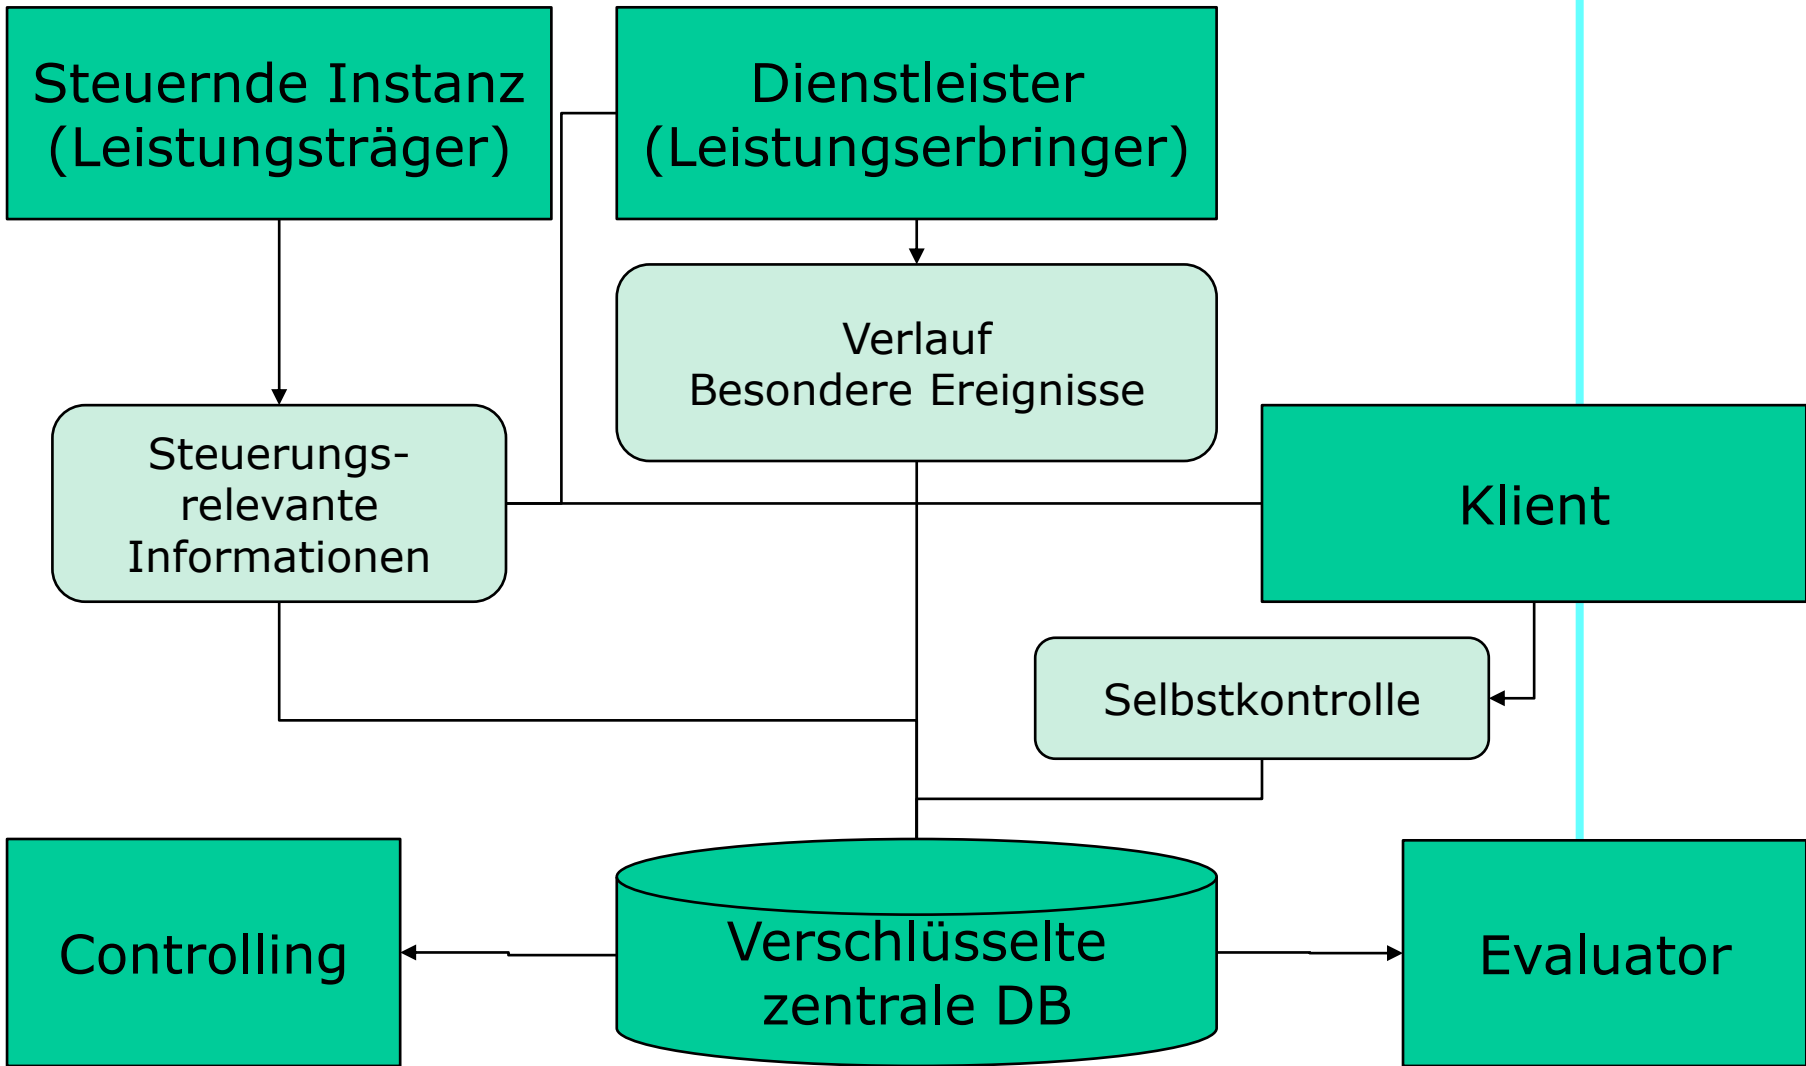 Steuernde Instanz
(Leistungsträger)
Dienstleister
(Leistungserbringer)
Verlauf
Besondere Ereignisse
Steuerungs-
relevante
Informationen
Klient
Selbstkontrolle
Controlling
Verschlüsselte
zentrale DB
Evaluator